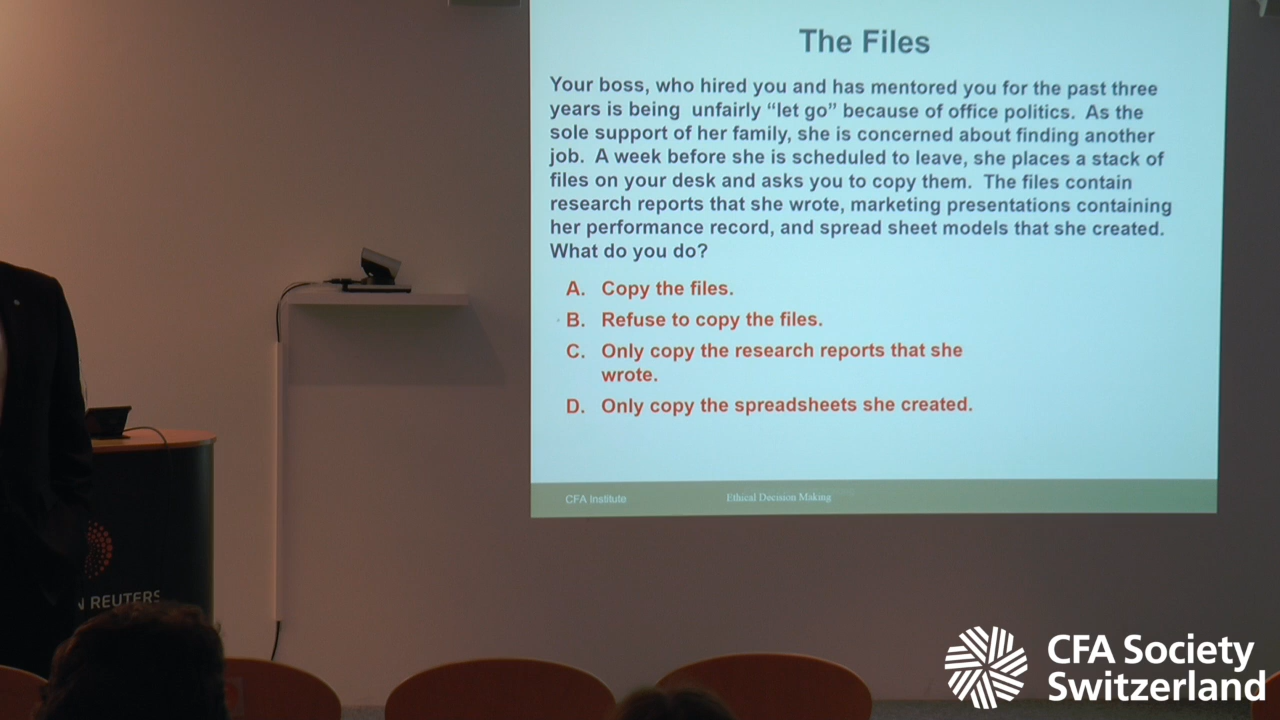 The Files
Your boss, who hired you and has mentored you for the past three
years is being unfairly “let go” because of office politics. As the
sole support of her family, she is concerned about finding another
job. A week before she is scheduled to leave, she places a stack of
files on your desk and asks you to copy them. The files contain
research reports that she wrote, marketing presentations containing
her performance record, and spread sheet models that she created.
What do you do?
A. Copy the files.
B. Refuse to copy the files.
C. Only copy the research reports that she
wrote.
D. Only copy the spreadsheets she created.
CFA Institute
Ethical Decision Making
N REUTERS
CFA Society
Switzerland